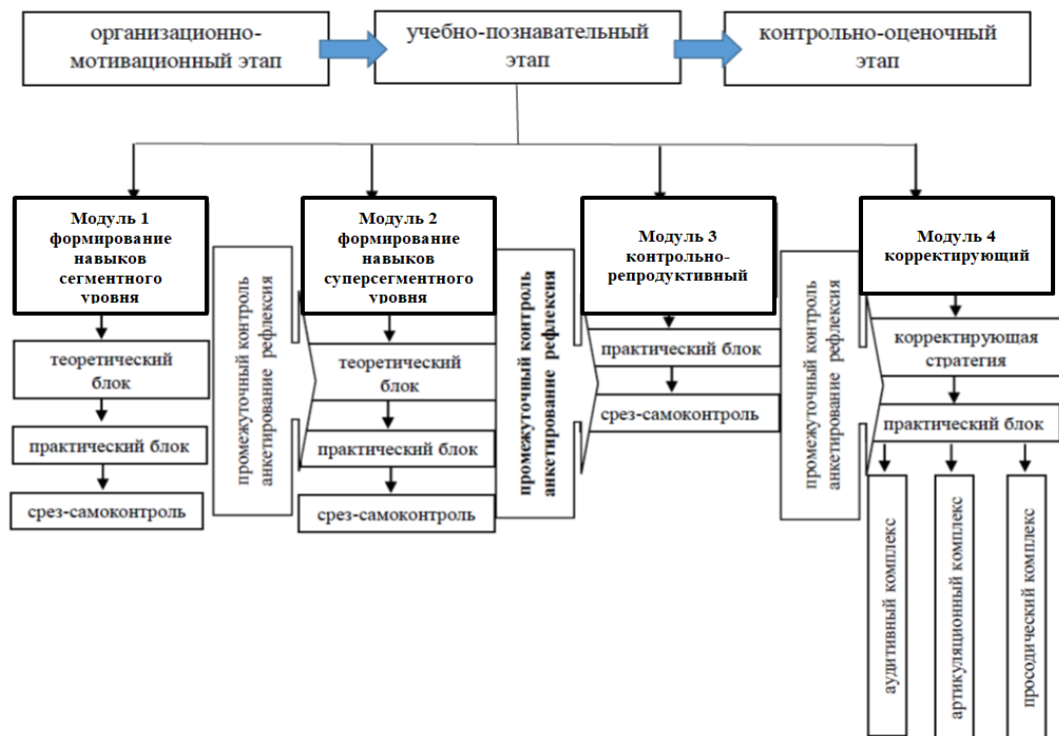 организационно-
мотивационный этап
учебно-познавательный
этап
контрольно-оценочный
этап
Модуль 1
формирование
навыков
сегментного
уровня
теоретический
блок
практический блок
срез-самоконтроль
промежуточный контроль
анкетирование рефлексия
Модуль 2
формирование
навыков
суперсегментного
уровня
теоретический
блок
практический блок
срез-самоконтроль
промежуточный контроль
анкетирование рефлексия
Модуль 3
контрольно-
репродуктивный
практический блок
срез-самоконтроль
промежуточный контроль
анкетирование рефлексия
Модуль 4
корректирующий
корректирующая
стратегия
практический блок
аудитивный комплекс
артикуляционный комплекс
просодический комплекс